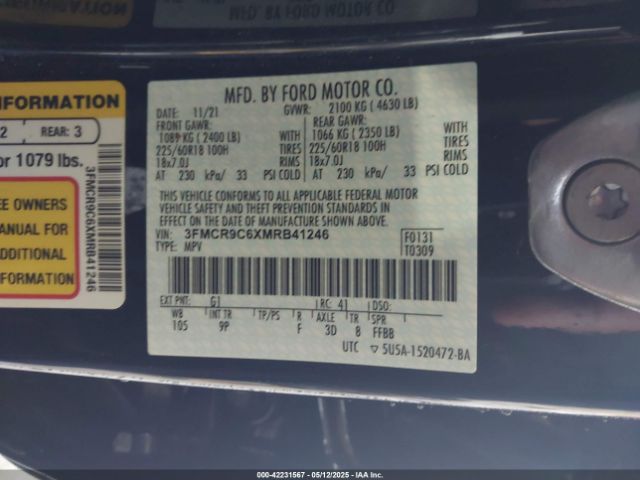 MFD. BY FORD MOTOR CO.
DATE: 11/21 GVWR: 2100 KG ( 4630 LB)
FRONT GAWR: REAR GAWR:
1089 KG ( 2400 LB) WITH 1066 KG ( 2350 LB) WITH
225/60R18 100H TIRES 225/60R18 100H TIRES
18x7.0J RIMS 18x7.0J RIMS
AT 230 kPa/ 33 PSI COLD AT 230 kPa/ 33 PSI COLD
THIS VEHICLE CONFORMS TO ALL APPLICABLE FEDERAL MOTOR
VEHICLE SAFETY AND THEFT PREVENTION STANDARDS IN EFFECT
ON THE DATE OF MANUFACTURE SHOWN ABOVE.
VIN: 3FMCR9C6XMRB41246 F0131
TYPE: MPV T0309
EXT PNT: G1 RC: 41 DSO:
WB INT TR TP/PS R AXLE TR SPR
105 9P F 3D 8 FFBB
UTC ▽ 5U5A-1520472-BA
INFORMATION
2 REAR: 3
or 1079 lbs.
EE OWNERS
MANUAL FOR
ADDITIONAL
FORMATION
3FMCR9C6XMRB41246
000-42231567 - 05/12/2025 - IAAI.COM